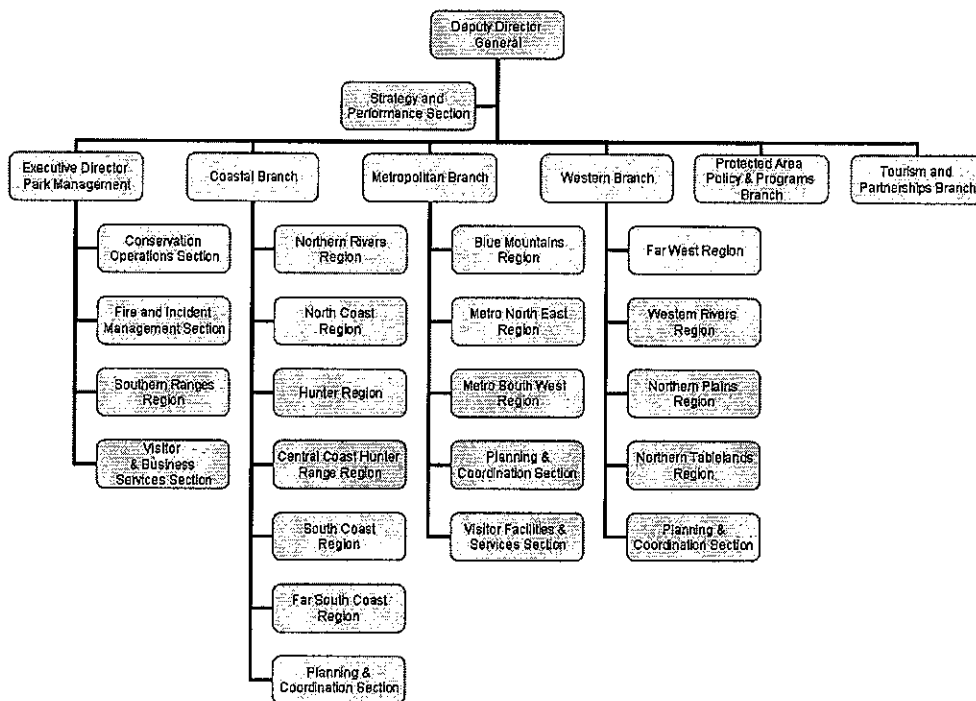 Deputy Director
General
Strategy and
Performance Section
Executive Director
Park Management
Coastal Branch
Metropolitan Branch
Western Branch
Protected Area
Policy & Programs
Branch
Tourism and
Partnerships Branch
Conservation
Operations Section
Fire and Incident
Management Section
Southern Ranges
Region
Visitor
& Business
Services Section
Northern Rivers
Region
North Coast
Region
Hunter Region
Central Coast Hunter
Range Region
South Coast
Region
Far South Coast
Region
Planning &
Coordination Section
Blue Mountains
Region
Metro North East
Region
Metro South West
Region
Planning &
Coordination Section
Visitor Facilities &
Services Section
Far West Region
Western Rivers
Region
Northern Plains
Region
Northern Tablelands
Region
Planning &
Coordination Section